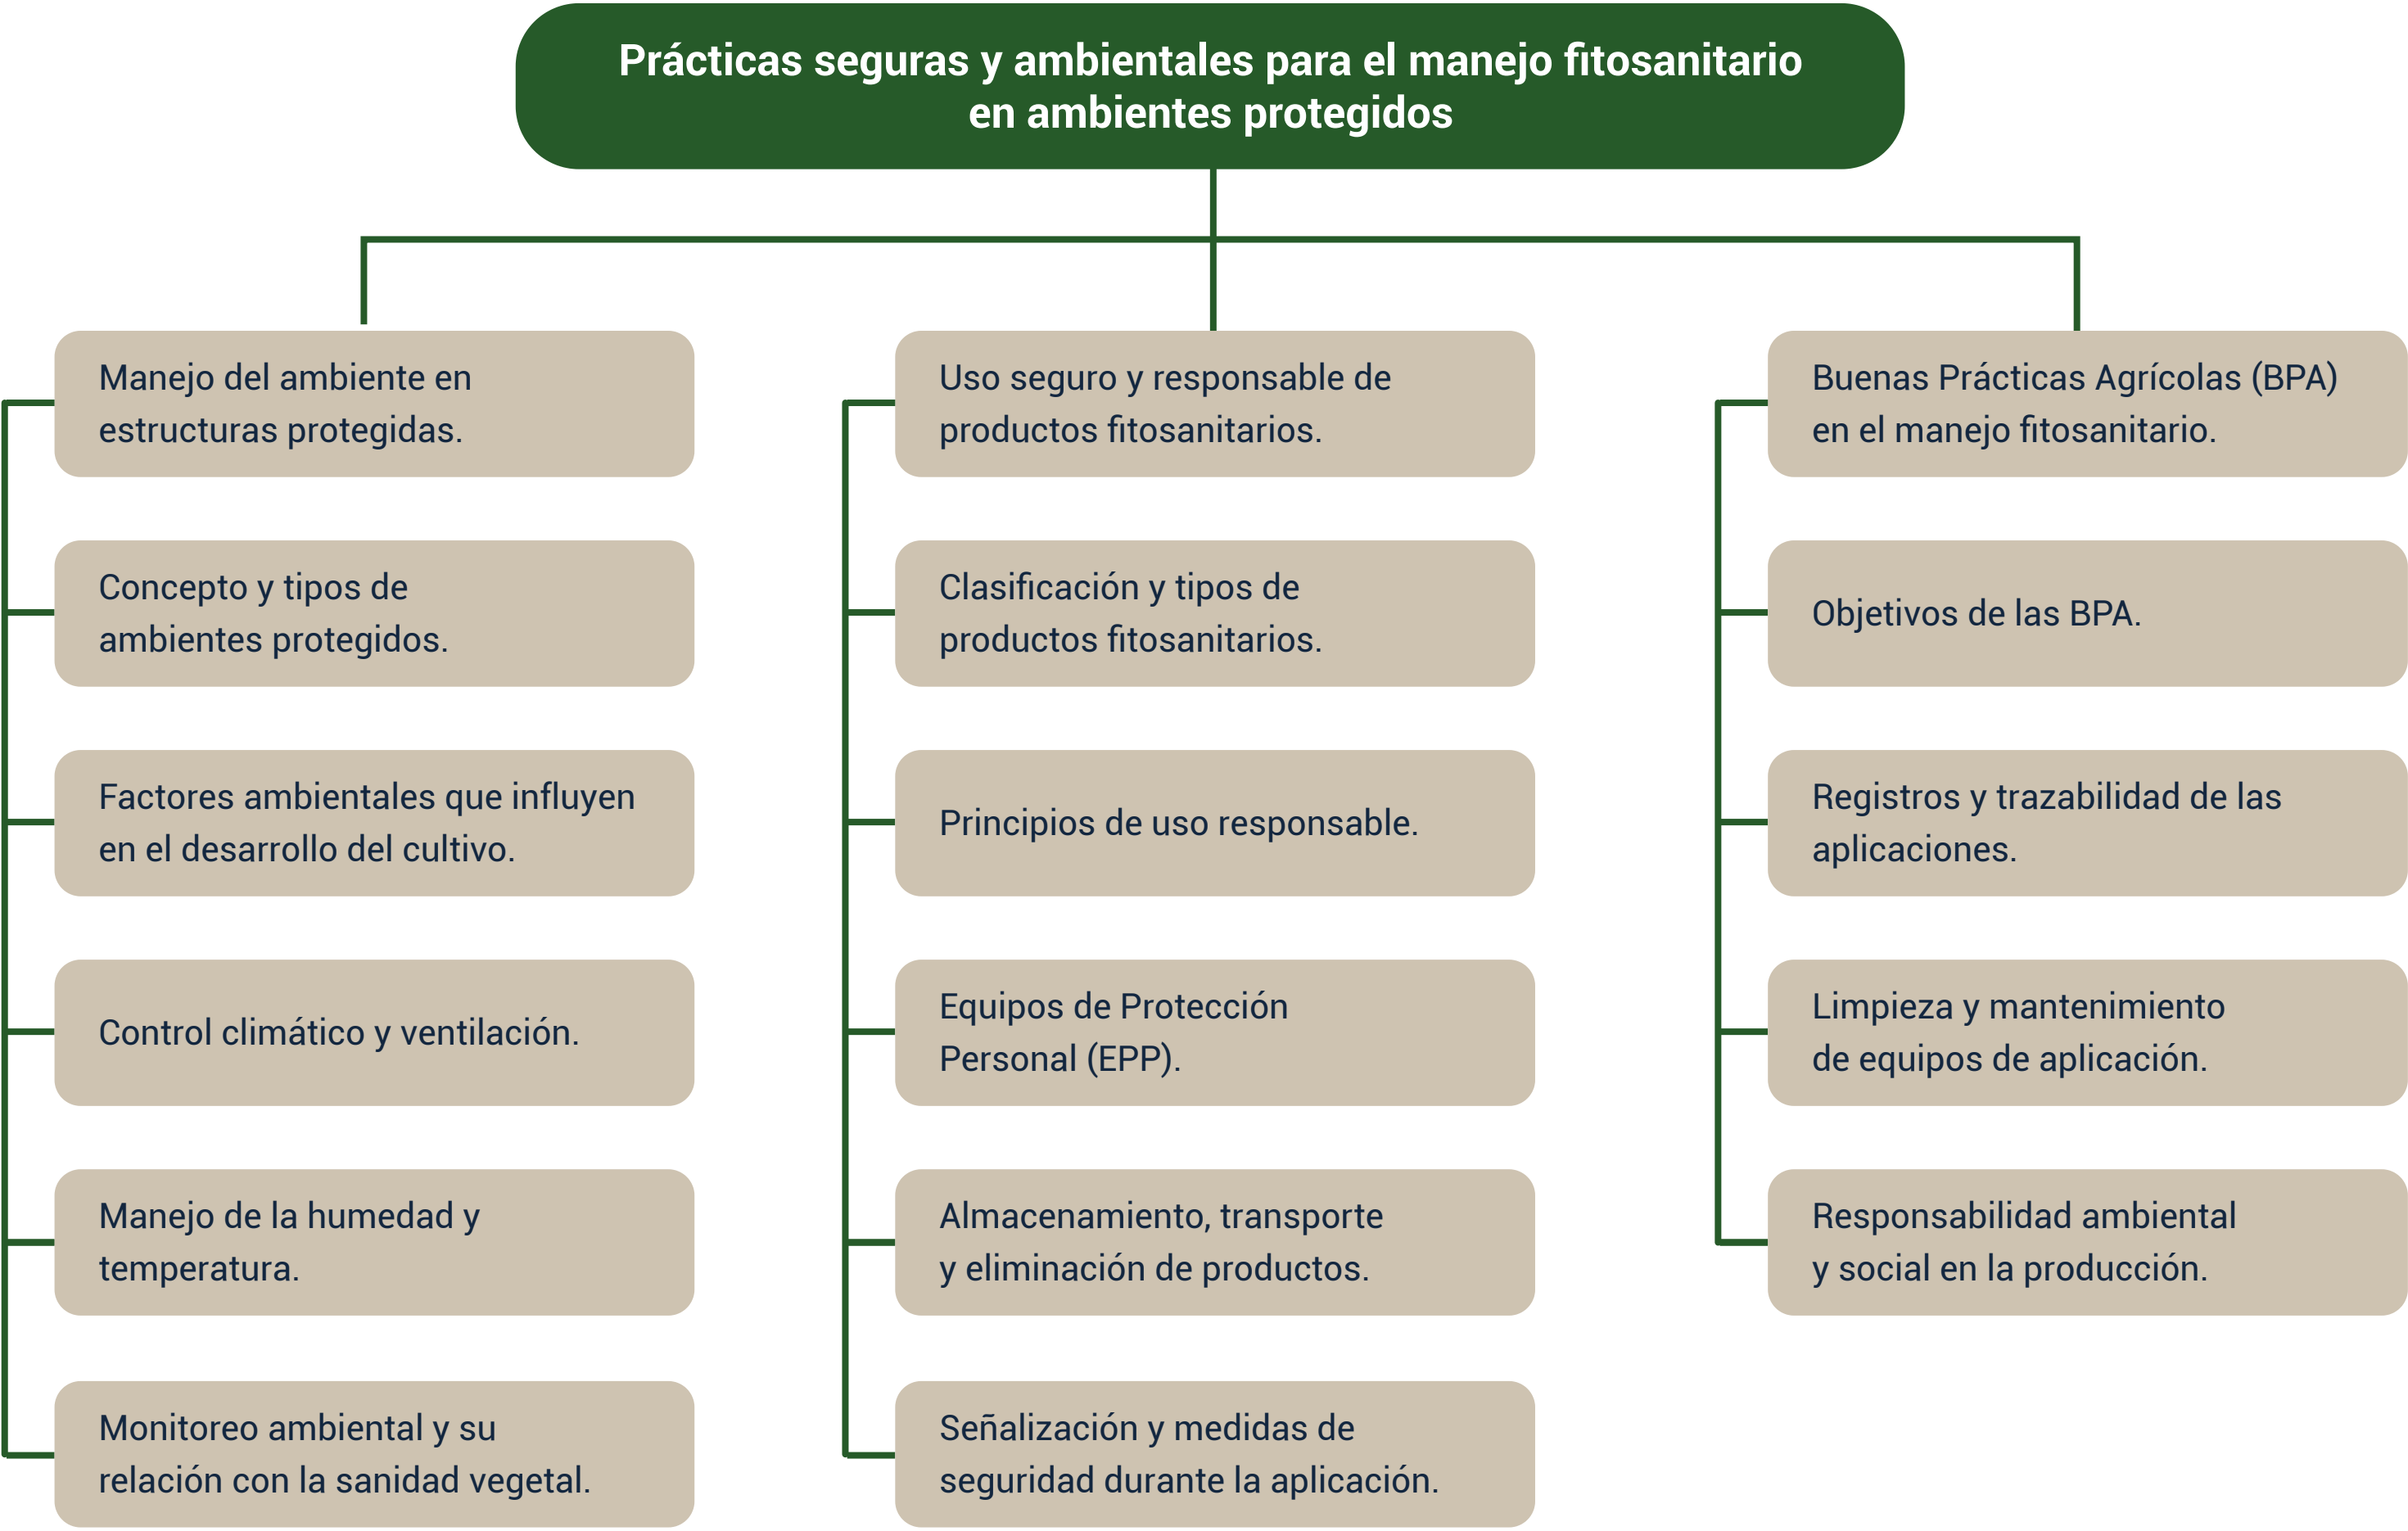 Prácticas seguras y ambientales para el manejo fitosanitario
en ambientes protegidos
Manejo del ambiente en
estructuras protegidas.
Concepto y tipos de
ambientes protegidos.
Factores ambientales que influyen
en el desarrollo del cultivo.
Control climático y ventilación.
Manejo de la humedad y
temperatura.
Monitoreo ambiental y su
relación con la sanidad vegetal.
Uso seguro y responsable de
productos fitosanitarios.
Clasificación y tipos de
productos fitosanitarios.
Principios de uso responsable.
Equipos de Protección
Personal (EPP).
Almacenamiento, transporte
y eliminación de productos.
Señalización y medidas de
seguridad durante la aplicación.
Buenas Prácticas Agrícolas (BPA)
en el manejo fitosanitario.
Objetivos de las BPA.
Registros y trazabilidad de las
aplicaciones.
Limpieza y mantenimiento
de equipos de aplicación.
Responsabilidad ambiental
y social en la producción.